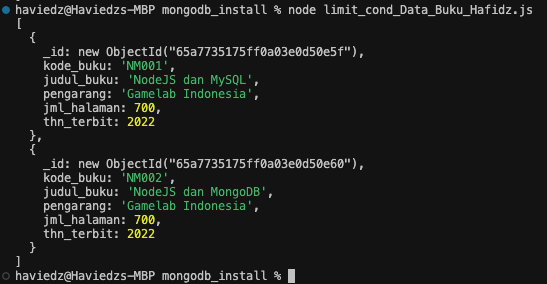 haviedz@Haviedzs-MBP mongodb_install % node limit_cond_Data_Buku_Hafidz.js
[
  {
    _id: new ObjectId("65a7735175ff0a03e0d50e5f"),
    kode_buku: 'NM001',
    judul_buku: 'NodeJS dan MySQL',
    pengarang: 'Gamelab Indonesia',
    jml_halaman: 700,
    thn_terbit: 2022
  },
  {
    _id: new ObjectId("65a7735175ff0a03e0d50e60"),
    kode_buku: 'NM002',
    judul_buku: 'NodeJS dan MongoDB',
    pengarang: 'Gamelab Indonesia',
    jml_halaman: 700,
    thn_terbit: 2022
  }
]
haviedz@Haviedzs-MBP mongodb_install %